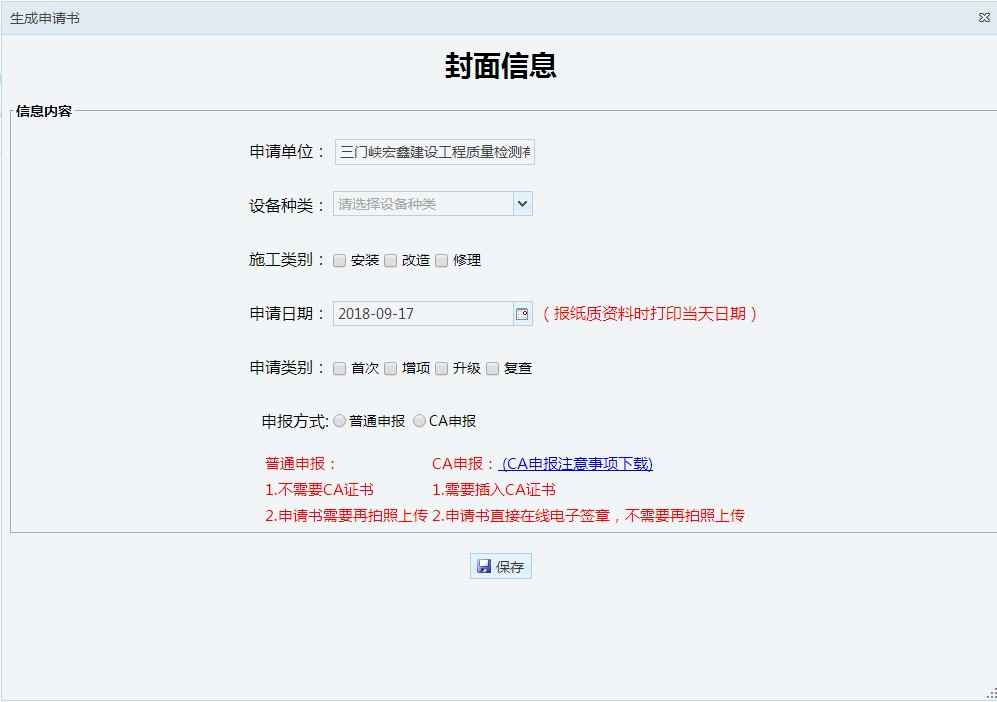 生成申请书
封面信息
信息内容
申请单位： 三门峡宏鑫建设工程质量检测
设备种类： 请选择设备种类
施工类别： 安装 改造 修理
申请日期： 2018-09-17 （报纸质资料时打印当天日期）
申请类别： 首次 增项 升级 复查
申报方式: 普通申报 CA申报
普通申报： CA申报： (CA申报注意事项下载)
1.不需要CA证书 1.需要插入CA证书
2.申请书需要再拍照上传 2.申请书直接在线电子签章，不需要再拍照上传
保存